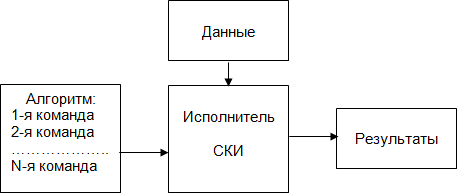 Данные
Алгоритм:
1-я команда
2-я команда
........................
N-я команда
Исполнитель
СКИ
Результаты